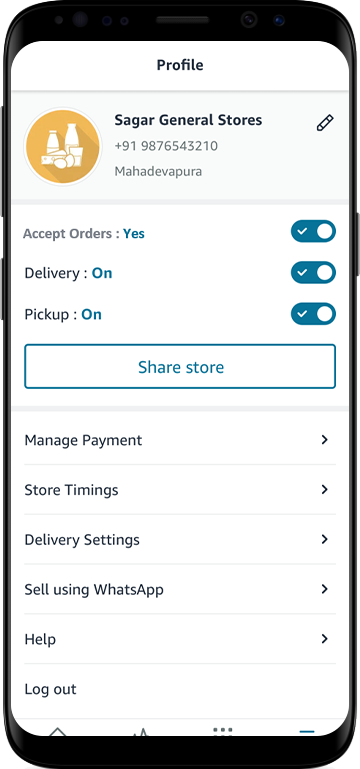 Profile
Sagar General Stores
+91 9876543210
Mahadevapura
Accept Orders : Yes
Delivery : On
Pickup : On
Share store
Manage Payment
Store Timings
Delivery Settings
Sell using WhatsApp
Help
Log out